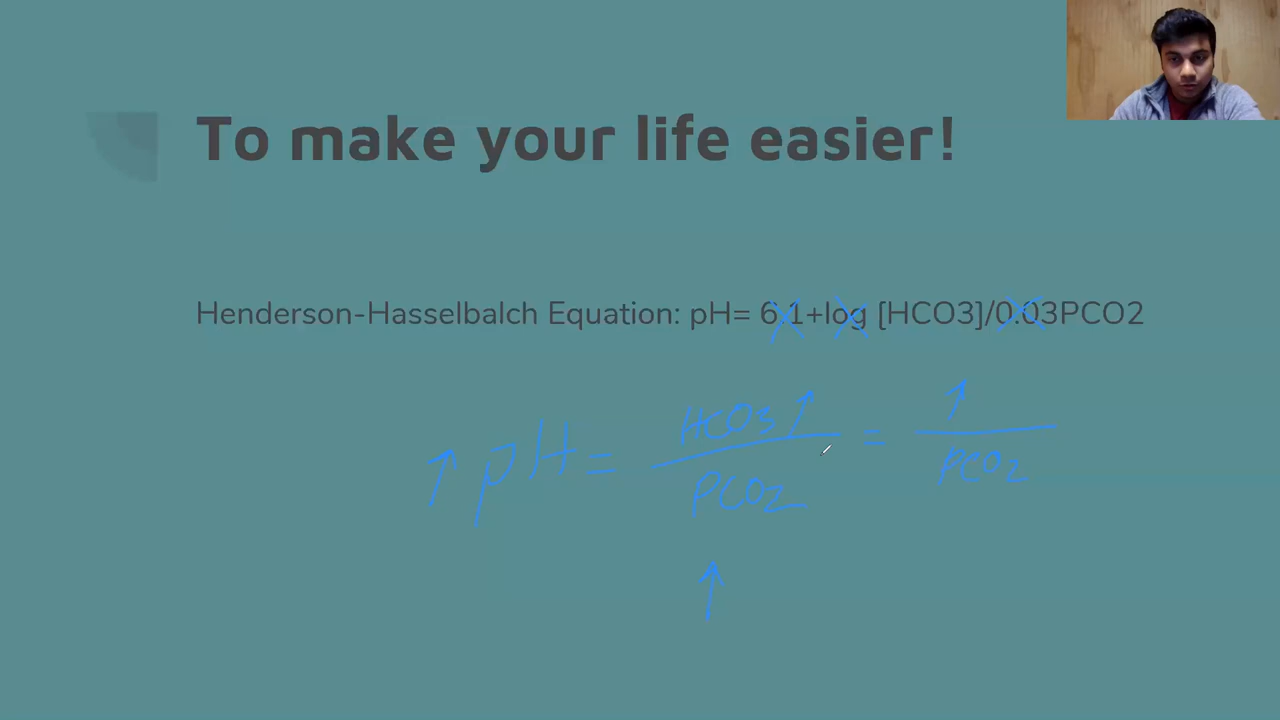 To make your life easier!
Henderson-Hasselbalch Equation: pH= 6.1+log [HCO3]/0.03PCO2
↑ pH = HCO3 ↑ / PCO2 = ↑ / PCO2
↑